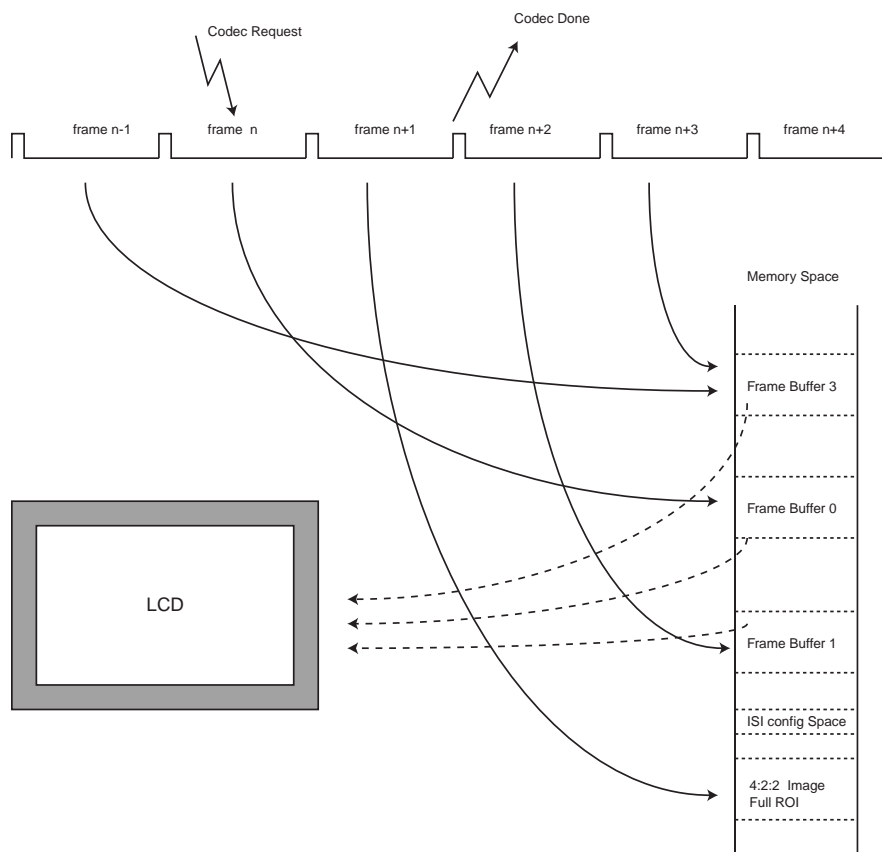 Codec Request
Codec Done
frame n-1
frame n
frame n+1
frame n+2
frame n+3
frame n+4
Memory Space
Frame Buffer 3
Frame Buffer 0
LCD
Frame Buffer 1
ISI config Space
4:2:2 Image
Full ROI